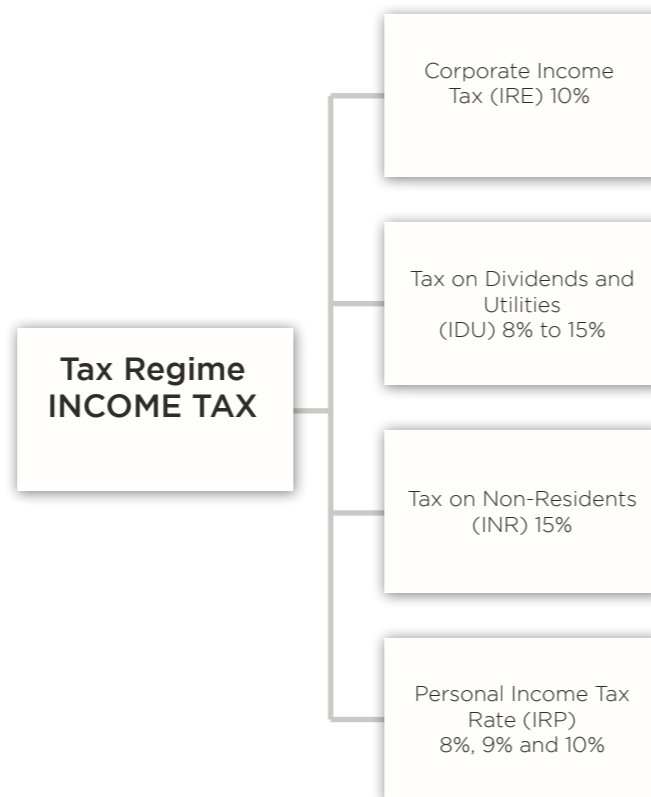 Tax Regime
INCOME TAX
Corporate Income
Tax (IRE) 10%
Tax on Dividends and
Utilities
(IDU) 8% to 15%
Tax on Non-Residents
(INR) 15%
Personal Income Tax
Rate (IRP)
8%, 9% and 10%